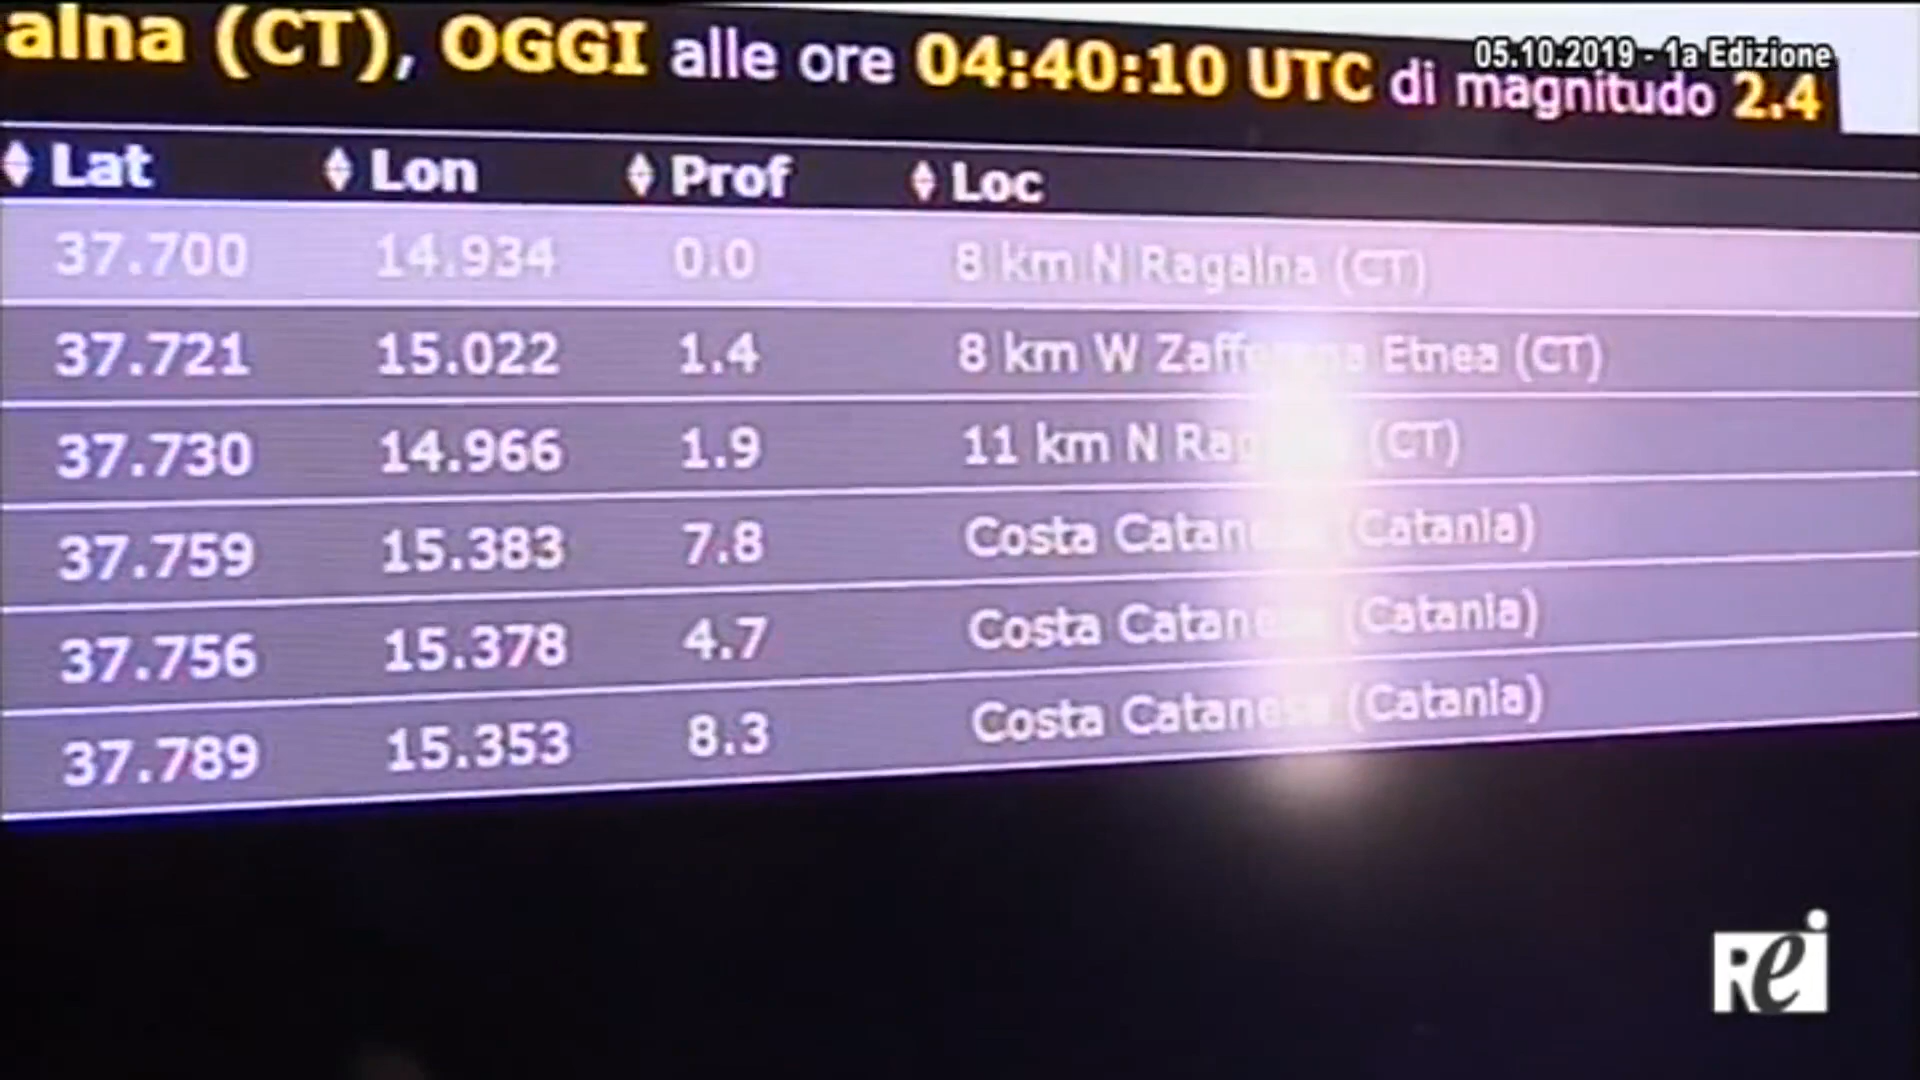 alna (CT), OGGI alle ore 04:40:10 UTC di magnitudo 2.4
05.10.2019 - 1a Edizione
Lat Lon Prof Loc
37.700 14.934 0.0 8 km N Ragalna (CT)
37.721 15.022 1.4 8 km W Zafferana Etnea (CT)
37.730 14.966 1.9 11 km N (CT)
37.759 15.383 7.8 Costa Catanese (Catania)
37.756 15.378 4.7 Costa Catanese (Catania)
37.789 15.353 8.3 Costa Catanese (Catania)
Rei